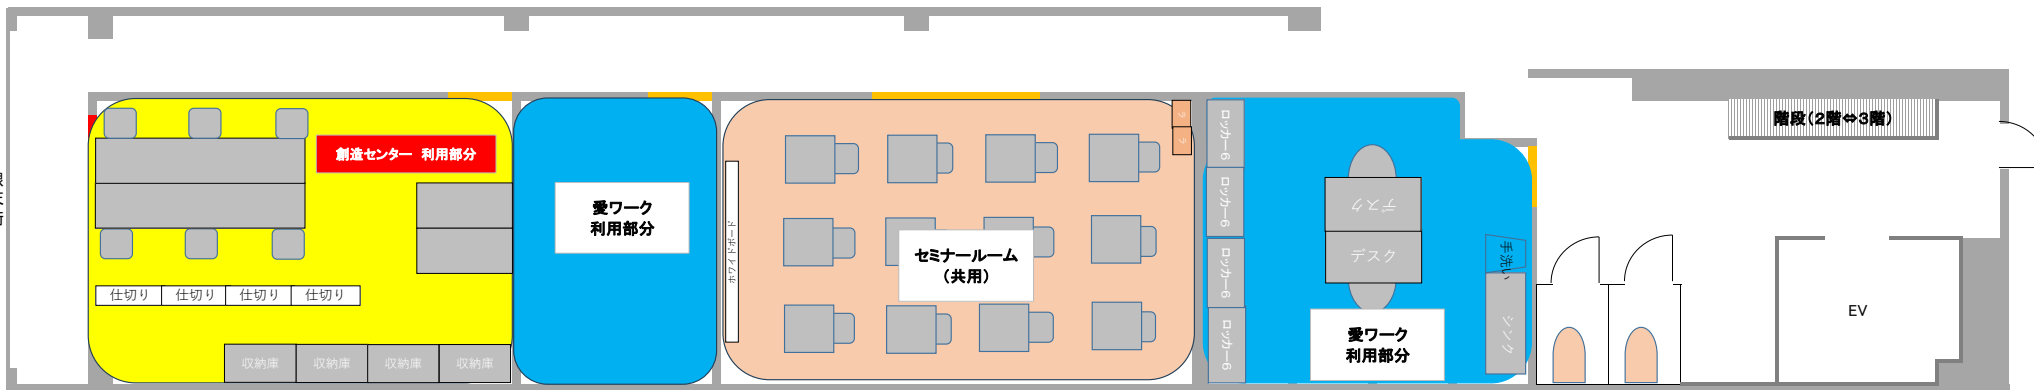 創造センター 利用部分
仕切り
仕切り
仕切り
仕切り
収納庫
収納庫
収納庫
収納庫
愛ワーク
利用部分
ホワイドボード
セミナールーム
(共用)
ラ
ラ
ロッカー6
ロッカー6
ロッカー6
ロッカー6
デスク
デスク
愛ワーク
利用部分
手洗い
シンク
階段(2階⇔3階)
EV